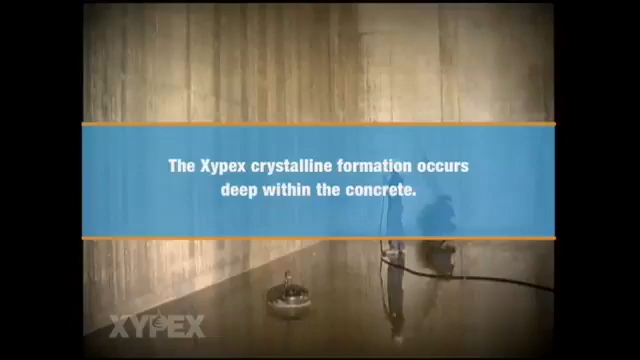 The Xypex crystalline formation occurs
deep within the concrete.
XYPEX